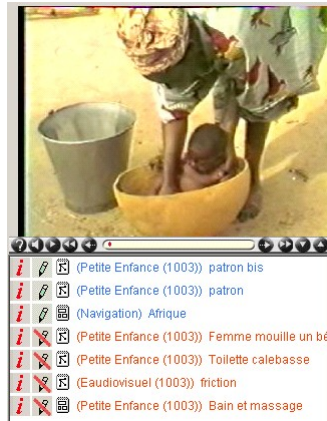 (Petite Enfance (1003)) patron bis
(Petite Enfance (1003)) patron
(Navigation) Afrique
(Petite Enfance (1003)) Femme mouille un bé
(Petite Enfance (1003)) Toilette calebasse
(Eaudiovisuel (1003)) friction
(Petite Enfance (1003)) Bain et massage